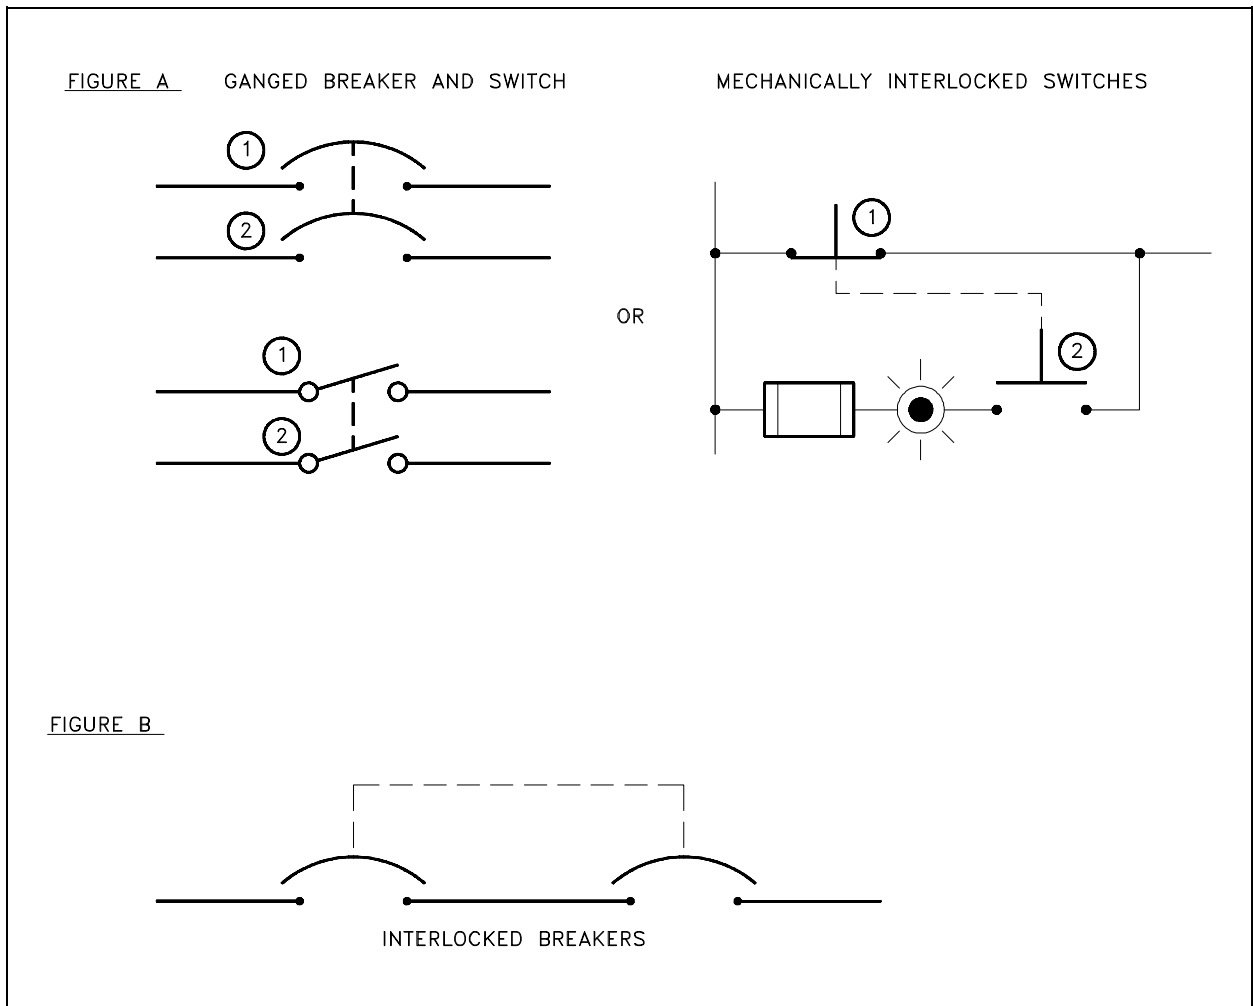 FIGURE A
GANGED BREAKER AND SWITCH
MECHANICALLY INTERLOCKED SWITCHES
1
2
1
OR
1
2
2
FIGURE B
INTERLOCKED BREAKERS